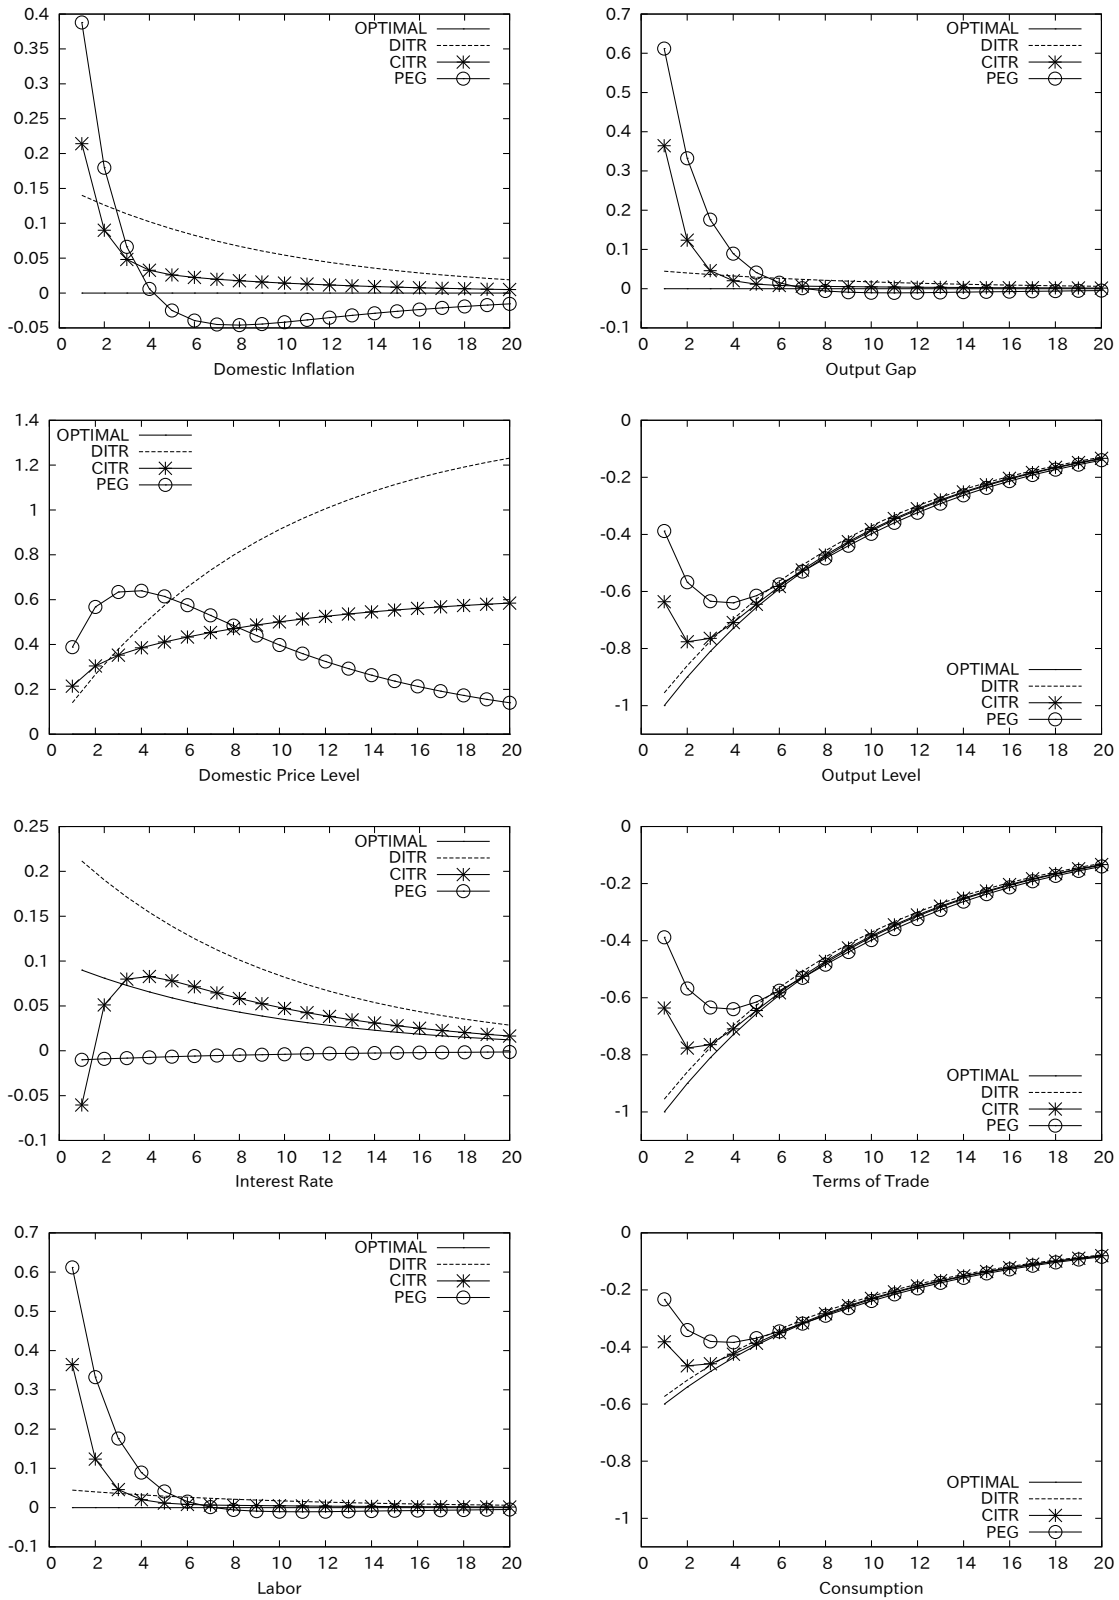 0.4
0.35
0.3
0.25
0.2
0.15
0.1
0.05
0
-0.05
OPTIMAL
DITR
CITR
PEG
0 2 4 6 8 10 12 14 16 18 20
Domestic Inflation
0.7
0.6
0.5
0.4
0.3
0.2
0.1
0
-0.1
OPTIMAL
DITR
CITR
PEG
0 2 4 6 8 10 12 14 16 18 20
Output Gap
1.4
1.2
1
0.8
0.6
0.4
0.2
0
OPTIMAL
DITR
CITR
PEG
0 2 4 6 8 10 12 14 16 18 20
Domestic Price Level
0
-0.2
-0.4
-0.6
-0.8
-1
OPTIMAL
DITR
CITR
PEG
0 2 4 6 8 10 12 14 16 18 20
Output Level
0.25
0.2
0.15
0.1
0.05
0
-0.05
-0.1
OPTIMAL
DITR
CITR
PEG
0 2 4 6 8 10 12 14 16 18 20
Interest Rate
0
-0.2
-0.4
-0.6
-0.8
-1
OPTIMAL
DITR
CITR
PEG
0 2 4 6 8 10 12 14 16 18 20
Terms of Trade
0.7
0.6
0.5
0.4
0.3
0.2
0.1
0
-0.1
OPTIMAL
DITR
CITR
PEG
0 2 4 6 8 10 12 14 16 18 20
Labor
0
-0.2
-0.4
-0.6
-0.8
-1
OPTIMAL
DITR
CITR
PEG
0 2 4 6 8 10 12 14 16 18 20
Consumption